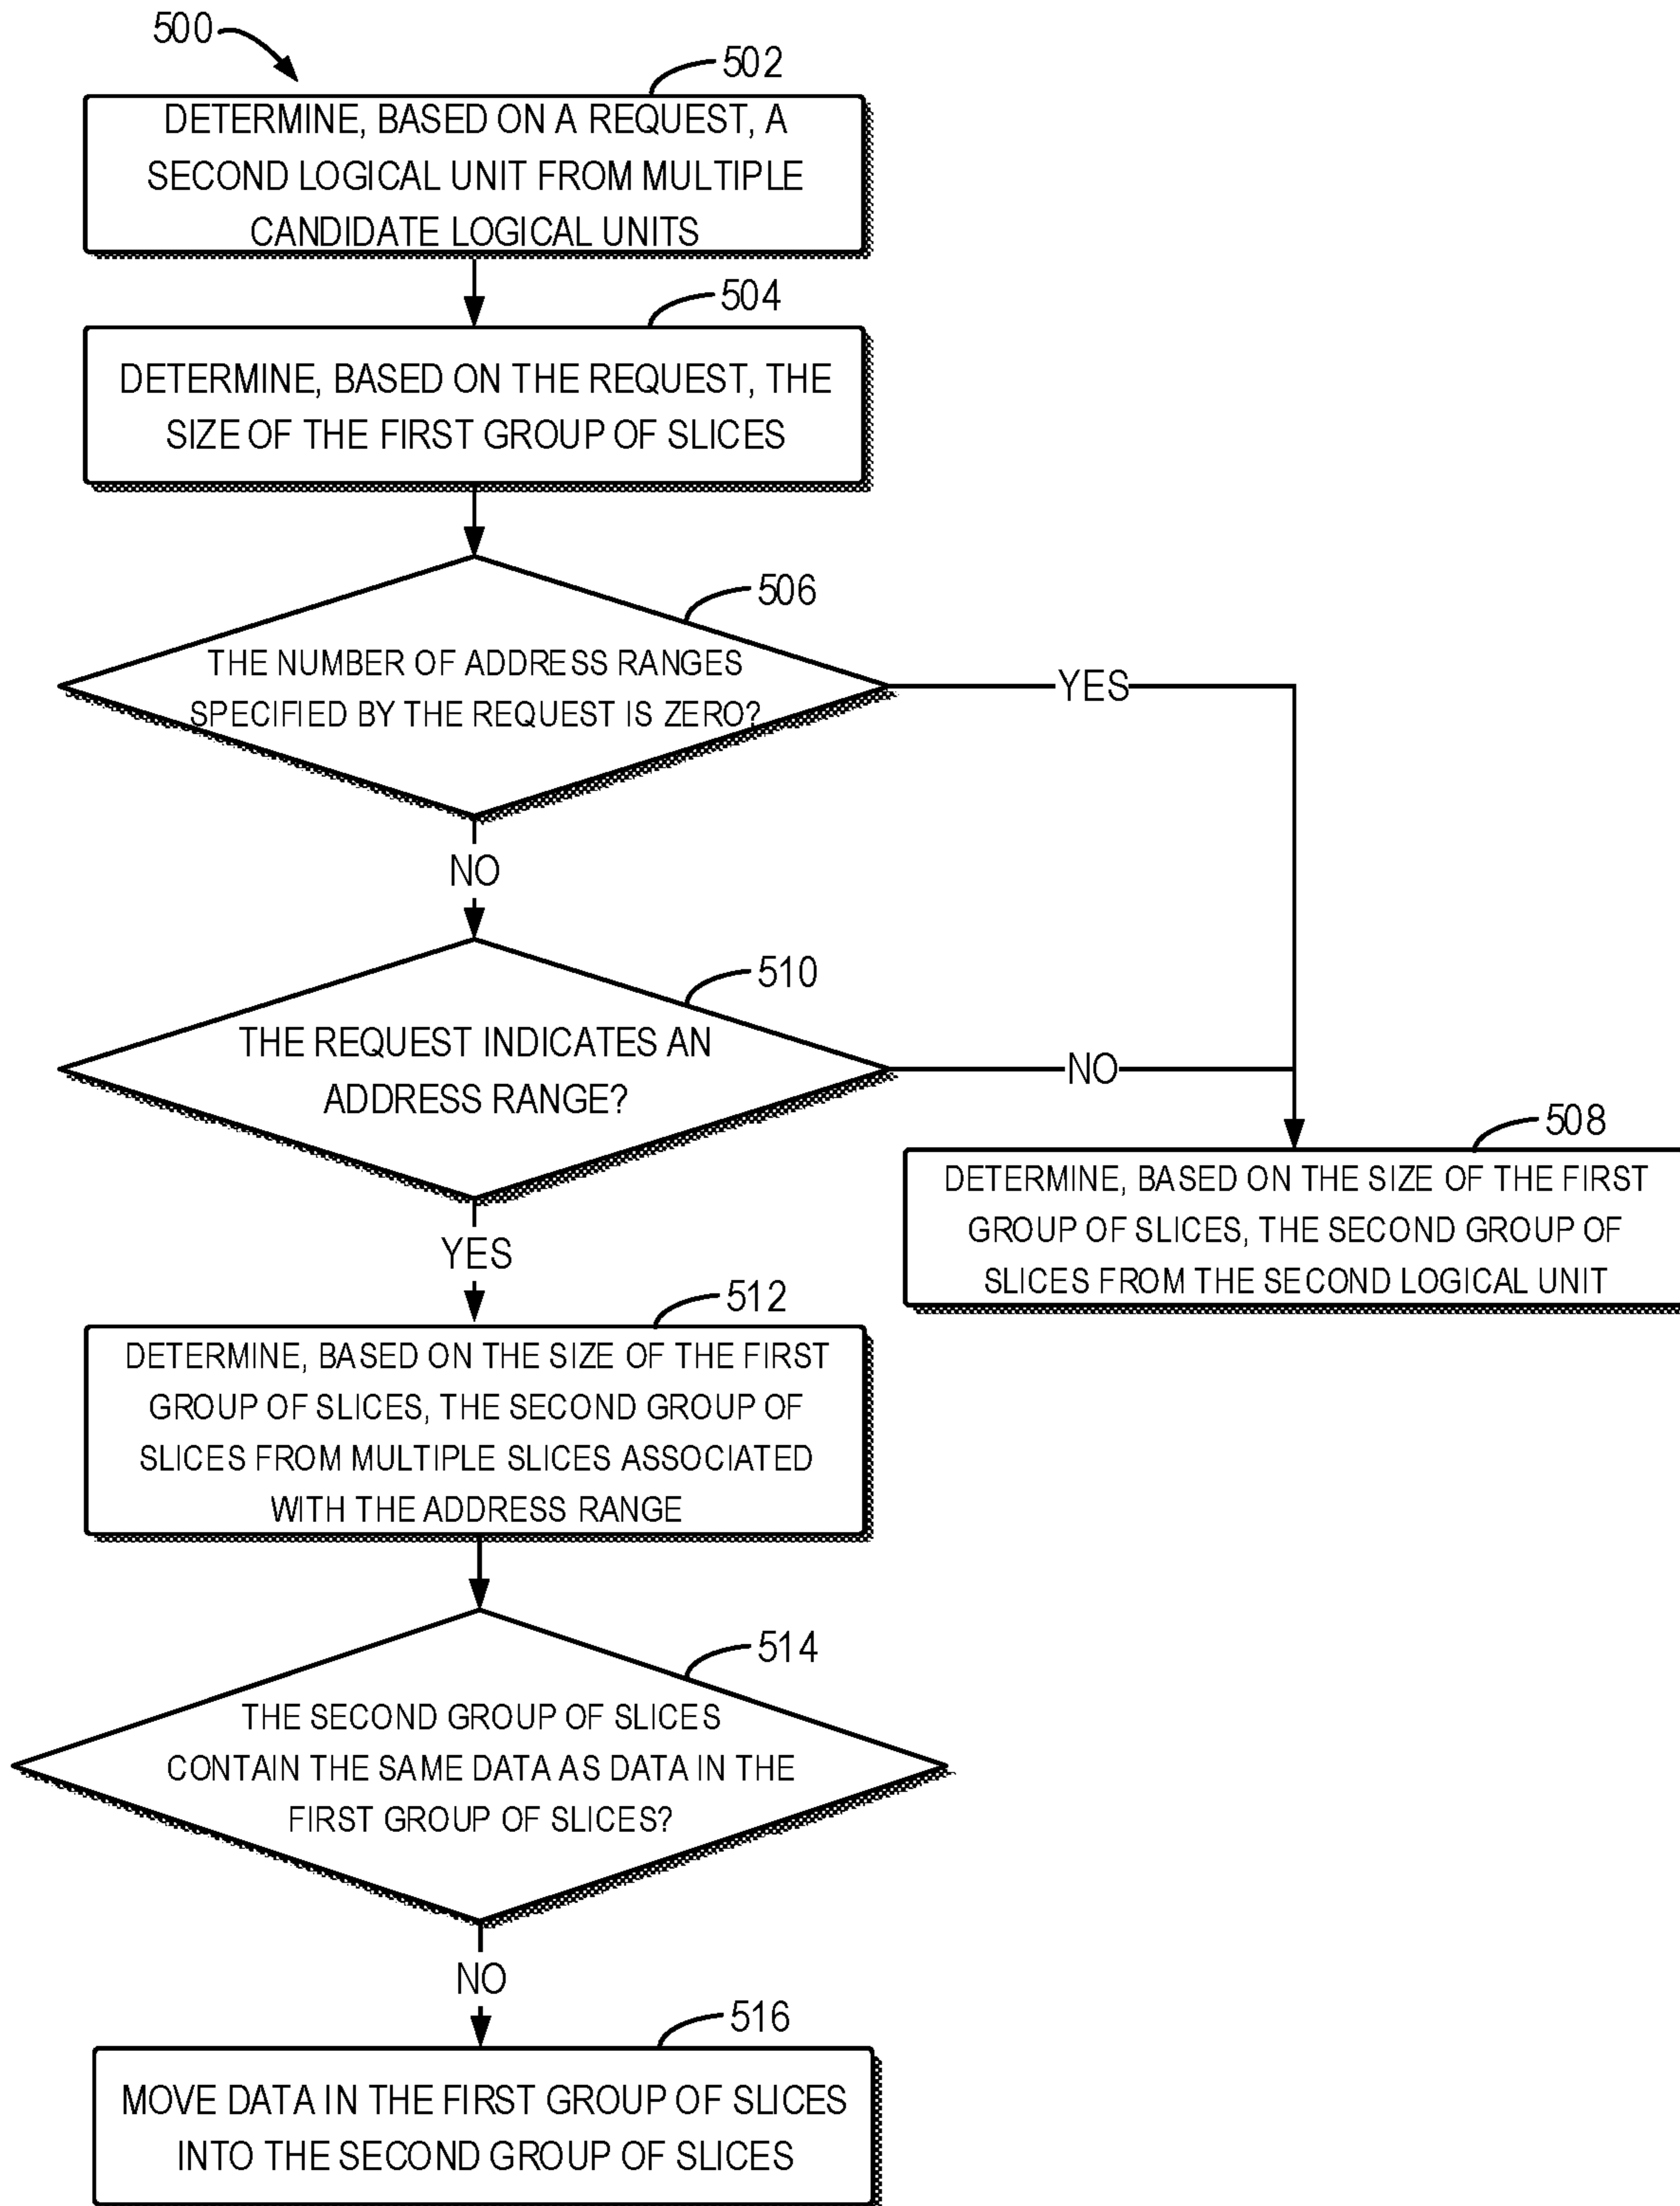 500
502
DETERMINE, BASED ON A REQUEST, A
SECOND LOGICAL UNIT FROM MULTIPLE
CANDIDATE LOGICAL UNITS
504
DETERMINE, BASED ON THE REQUEST, THE
SIZE OF THE FIRST GROUP OF SLICES
506
THE NUMBER OF ADDRESS RANGES
SPECIFIED BY THE REQUEST IS ZERO?
YES
NO
510
THE REQUEST INDICATES AN
ADDRESS RANGE?
NO
508
DETERMINE, BASED ON THE SIZE OF THE FIRST
GROUP OF SLICES, THE SECOND GROUP OF
SLICES FROM THE SECOND LOGICAL UNIT
YES
512
DETERMINE, BASED ON THE SIZE OF THE FIRST
GROUP OF SLICES, THE SECOND GROUP OF
SLICES FROM MULTIPLE SLICES ASSOCIATED
WITH THE ADDRESS RANGE
514
THE SECOND GROUP OF SLICES
CONTAIN THE SAME DATA AS DATA IN THE
FIRST GROUP OF SLICES?
NO
516
MOVE DATA IN THE FIRST GROUP OF SLICES
INTO THE SECOND GROUP OF SLICES